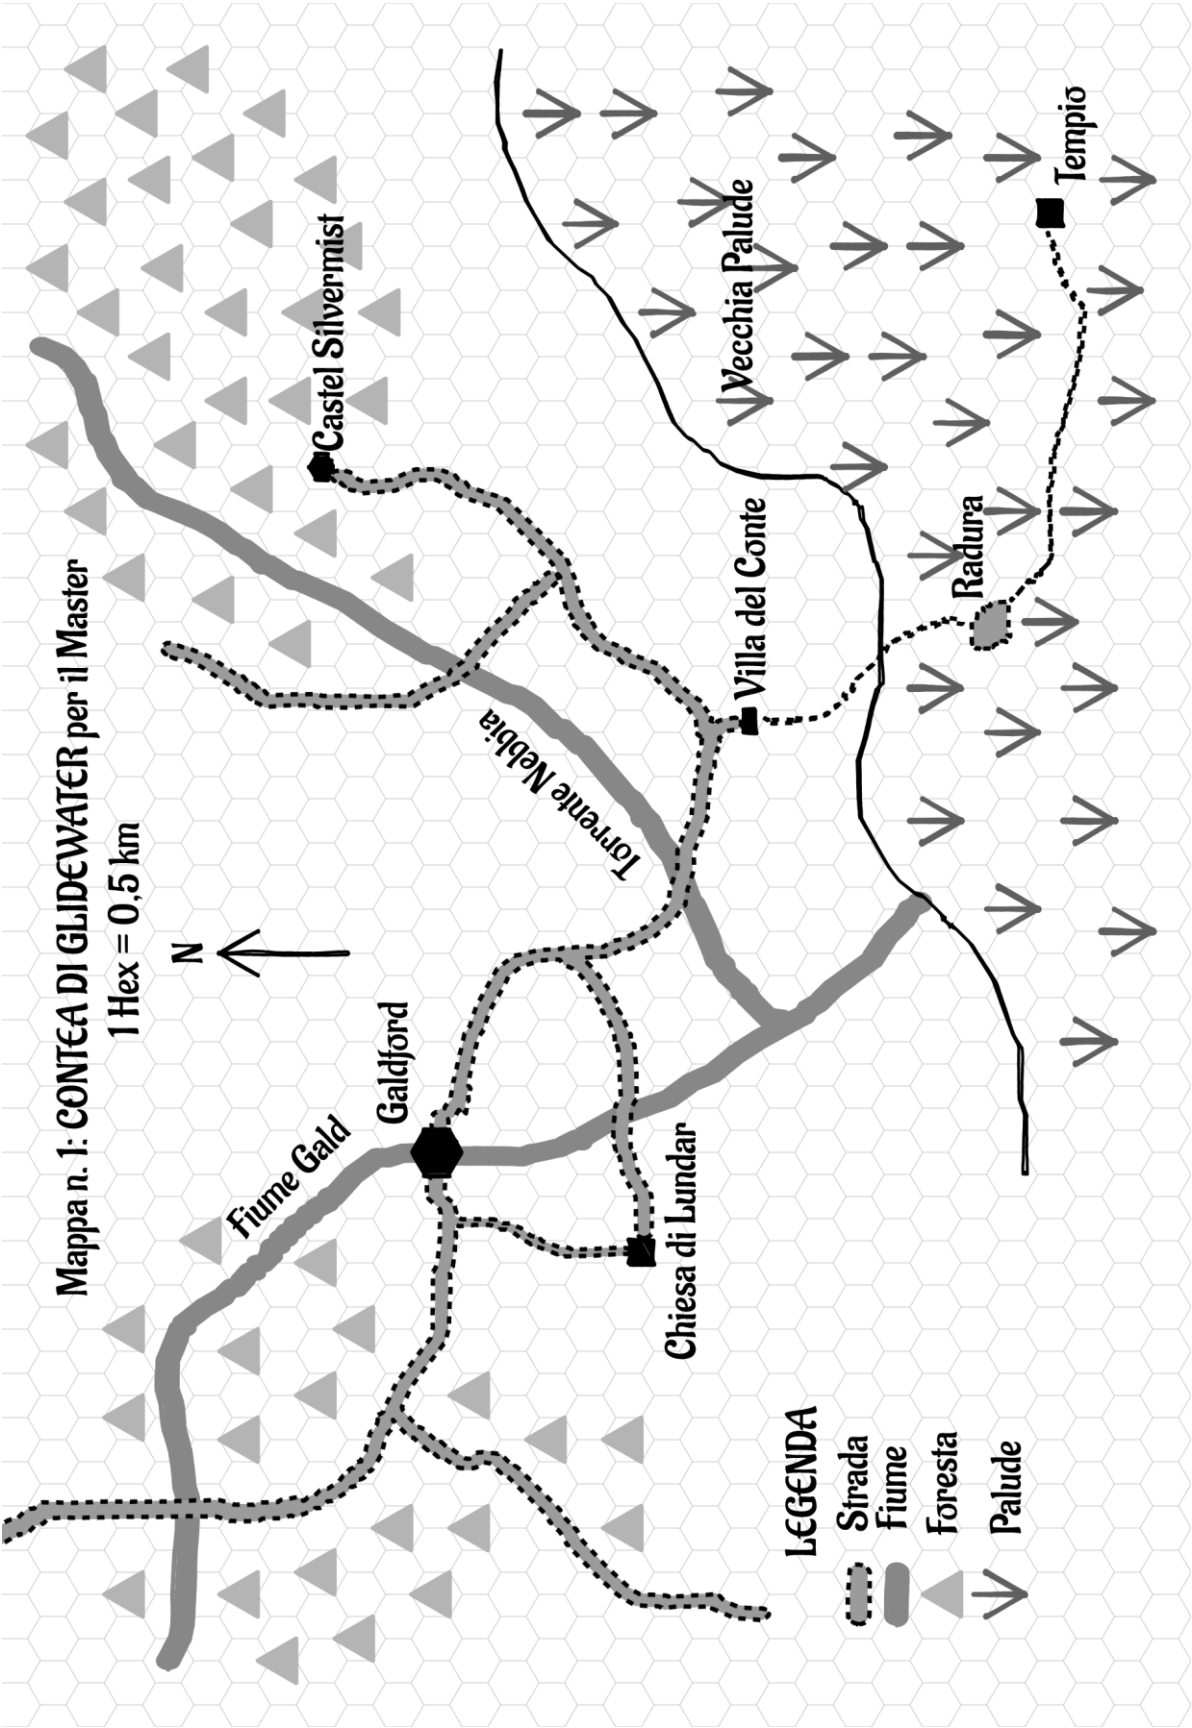 Mappa n. 1: CONTEA DI GLIDEWATER per il Master
1 Hex = 0,5 km
N
Fiume Gald
Galdford
Castel Silvermist
Torrente Nebbia
Chiesa di Lundar
Villa del Conte
Vecchia Palude
Radura
Tempio
LEGENDA
Strada
Fiume
Foresta
Palude